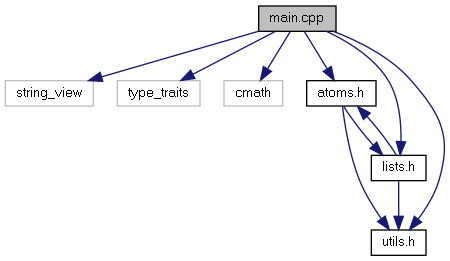 main.cpp
string_view
type_traits
cmath
atoms.h
lists.h
utils.h